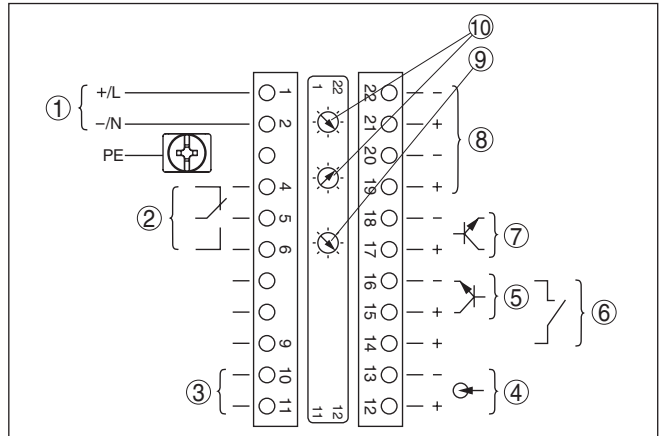 ⑩
⑨
① +/L 1 1 22 22 −
−/N 2 21 + ⑧
PE 20 −
4 19 +
② 5 18 − ⑦
6 17 +
16 − ⑤
15 + ⑥
9 14 +
③ 10 13 − ④
11 11 12 12 +